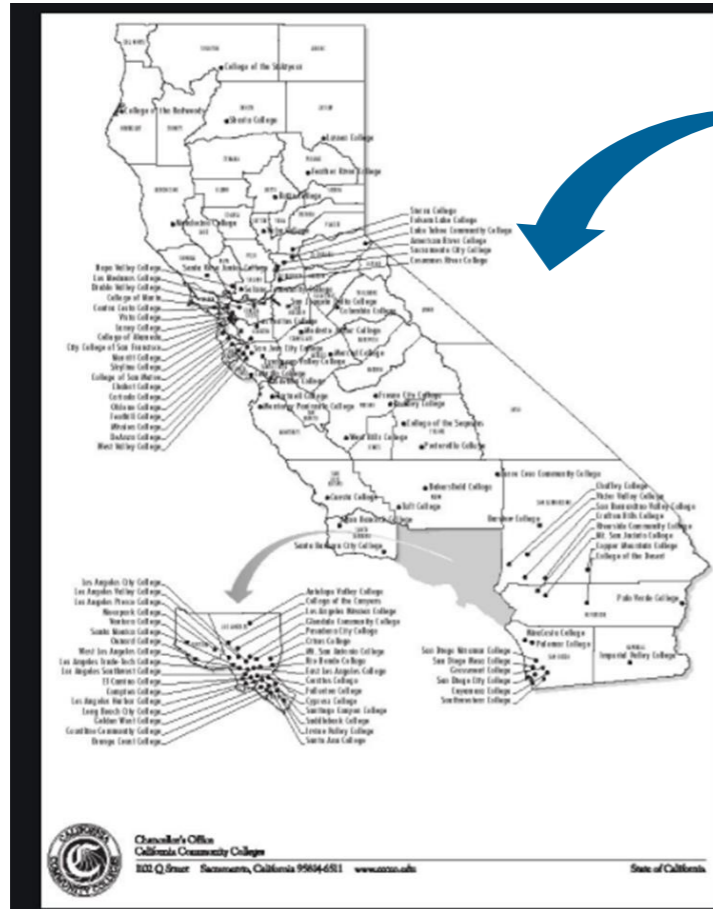 College of the Siskiyous
College of the Redwoods
Shasta College
Lassen College
Feather River College
Butte College
Mendocino College
Yuba College
Sierra College
Folsom Lake College
Lake Tahoe Community College
American River College
Sacramento City College
Cosumnes River College
Santa Rosa Junior College
Napa Valley College
Los Medanos College
Diablo Valley College
College of Marin
Contra Costa College
Vista College
Laney College
College of Alameda
City College of San Francisco
Merritt College
Skyline College
College of San Mateo
Chabot College
Cañada College
Ohlone College
Foothill College
Mission College
DeAnza College
West Valley College
San Joaquin Delta College
Columbia College
Las Positas College
Modesto Junior College
San Jose City College
Evergreen Valley College
Merced College
Cabrillo College
Gavilan College
Hartnell College
Monterey Peninsula College
Fresno City College
Reedley College
College of the Sequoias
West Hills College
Porterville College
Cerro Coso Community College
Bakersfield College
Cuesta College
Taft College
Barstow College
Allan Hancock College
Santa Barbara City College
Chaffey College
Victor Valley College
San Bernardino Valley College
Crafton Hills College
Riverside Community College
Mt. San Jacinto College
Copper Mountain College
College of the Desert
Palo Verde College
MiraCosta College
Palomar College
Imperial Valley College
San Diego Miramar College
San Diego Mesa College
Grossmont College
San Diego City College
Cuyamaca College
Southwestern College
Los Angeles City College
Los Angeles Valley College
Los Angeles Pierce College
Moorpark College
Ventura College
Santa Monica College
Oxnard College
West Los Angeles College
Los Angeles Trade-Tech College
Los Angeles Southwest College
El Camino College
Compton College
Los Angeles Harbor College
Long Beach City College
Golden West College
Coastline Community College
Orange Coast College
Antelope Valley College
College of the Canyons
Los Angeles Mission College
Glendale Community College
Pasadena City College
Citrus College
Mt. San Antonio College
Rio Hondo College
East Los Angeles College
Cerritos College
Fullerton College
Cypress College
Santiago Canyon College
Saddleback College
Irvine Valley College
Santa Ana College
CALIFORNIA
COMMUNITY COLLEGES
Chancellor's Office
California Community Colleges
1102 Q Street Sacramento, California 95814-6511 www.cccco.edu
State of California